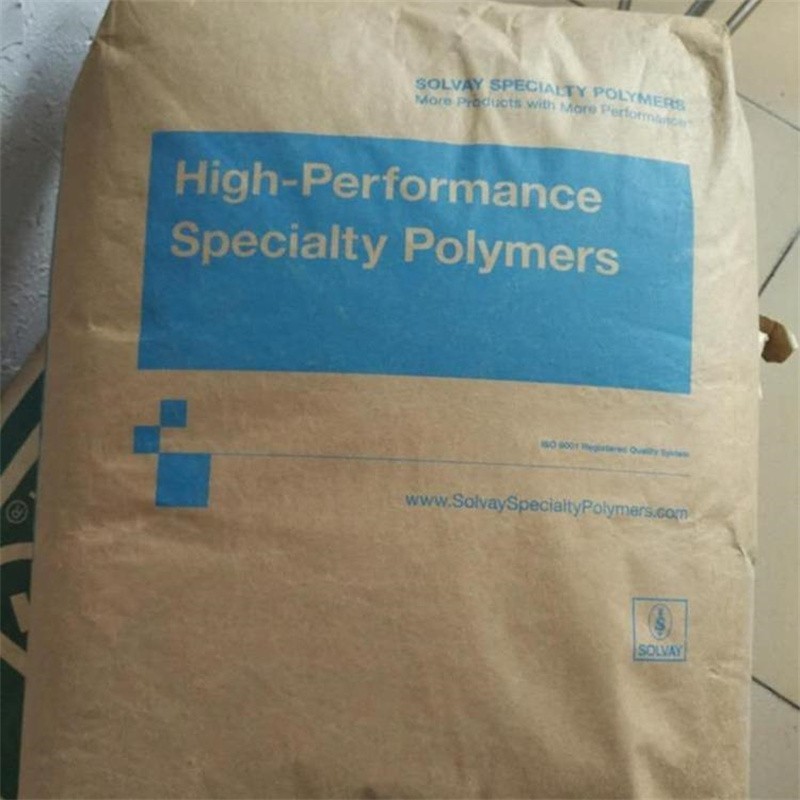 SOLVAY SPECIALTY POLYMERS
More Products with More Performance™
High-Performance
Specialty Polymers
ISO 9001 Registered Quality System
www.SolvaySpecialtyPolymers.com
S
SOLVAY
®